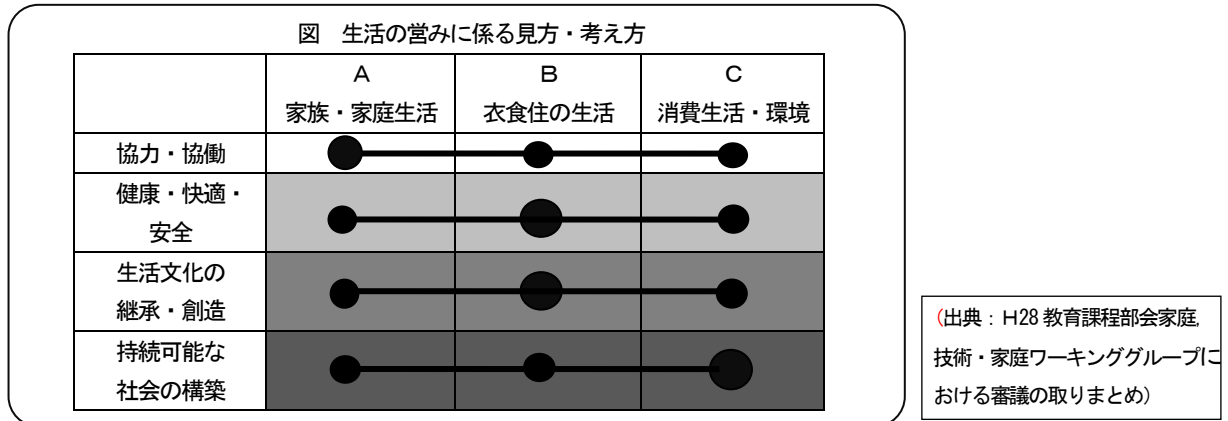 図 生活の営みに係る見方・考え方
A
家族・家庭生活
B
衣食住の生活
C
消費生活・環境
協力・協働
健康・快適・
安全
生活文化の
継承・創造
持続可能な
社会の構築
(出典：H28 教育課程部会家庭,
技術・家庭ワーキンググループに
おける審議の取りまとめ)